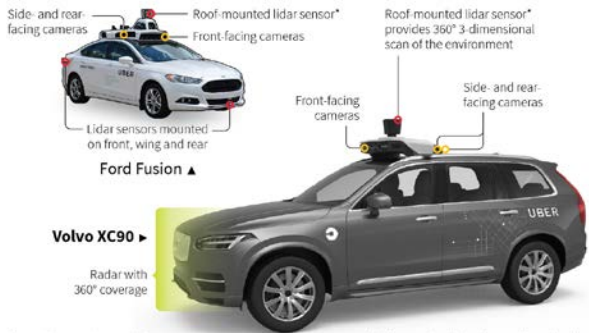 Side- and rear-
facing cameras
Roof-mounted lidar sensor*
Front-facing cameras
UBER
Lidar sensors mounted
on front, wing and rear
Ford Fusion ▲
Roof-mounted lidar sensor*
provides 360° 3-dimensional
scan of the environment
Front-facing
cameras
Side- and rear-
facing cameras
UBER
Volvo XC90 ►
Radar with
360° coverage